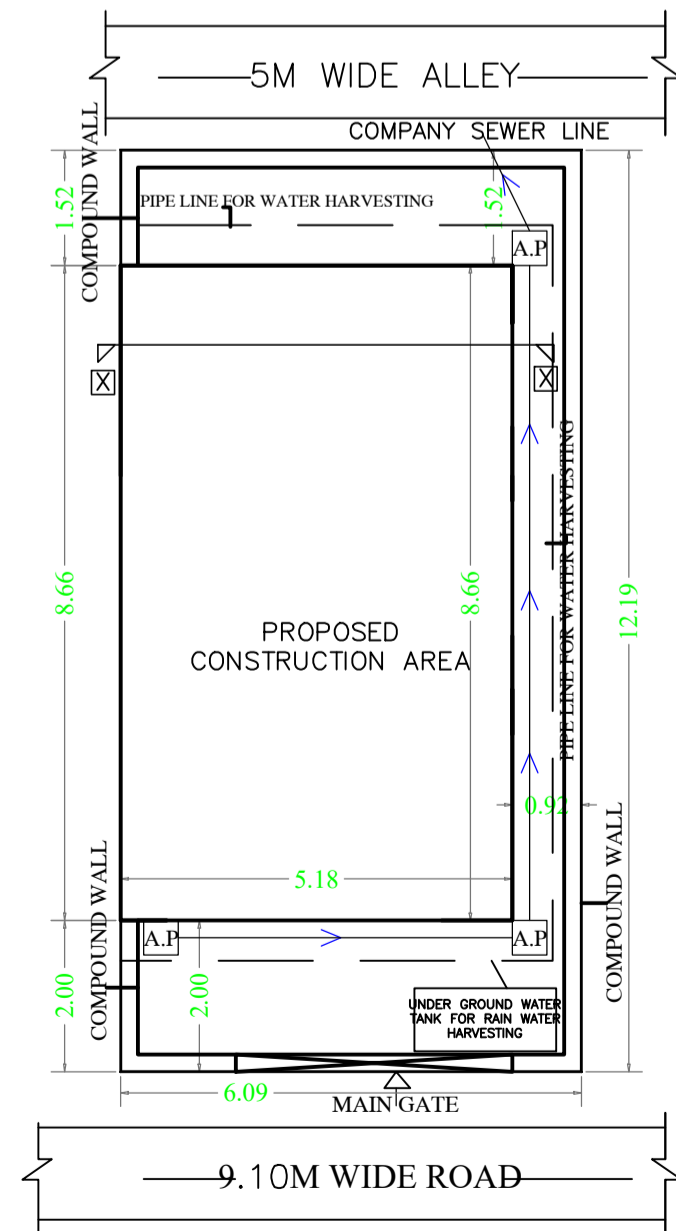 5M WIDE ALLEY
COMPANY SEWER LINE
COMPOUND WALL
1.52
PIPE LINE FOR WATER HARVESTING
1.52
A.P
X
X
PIPE LINE FOR WATER HARVESTING
8.66
8.66
12.19
PROPOSED
CONSTRUCTION AREA
0.92
5.18
COMPOUND WALL
COMPOUND WALL
A.P
A.P
2.00
2.00
UNDER GROUND WATER
TANK FOR RAIN WATER
HARVESTING
6.09
MAIN GATE
9.10M WIDE ROAD